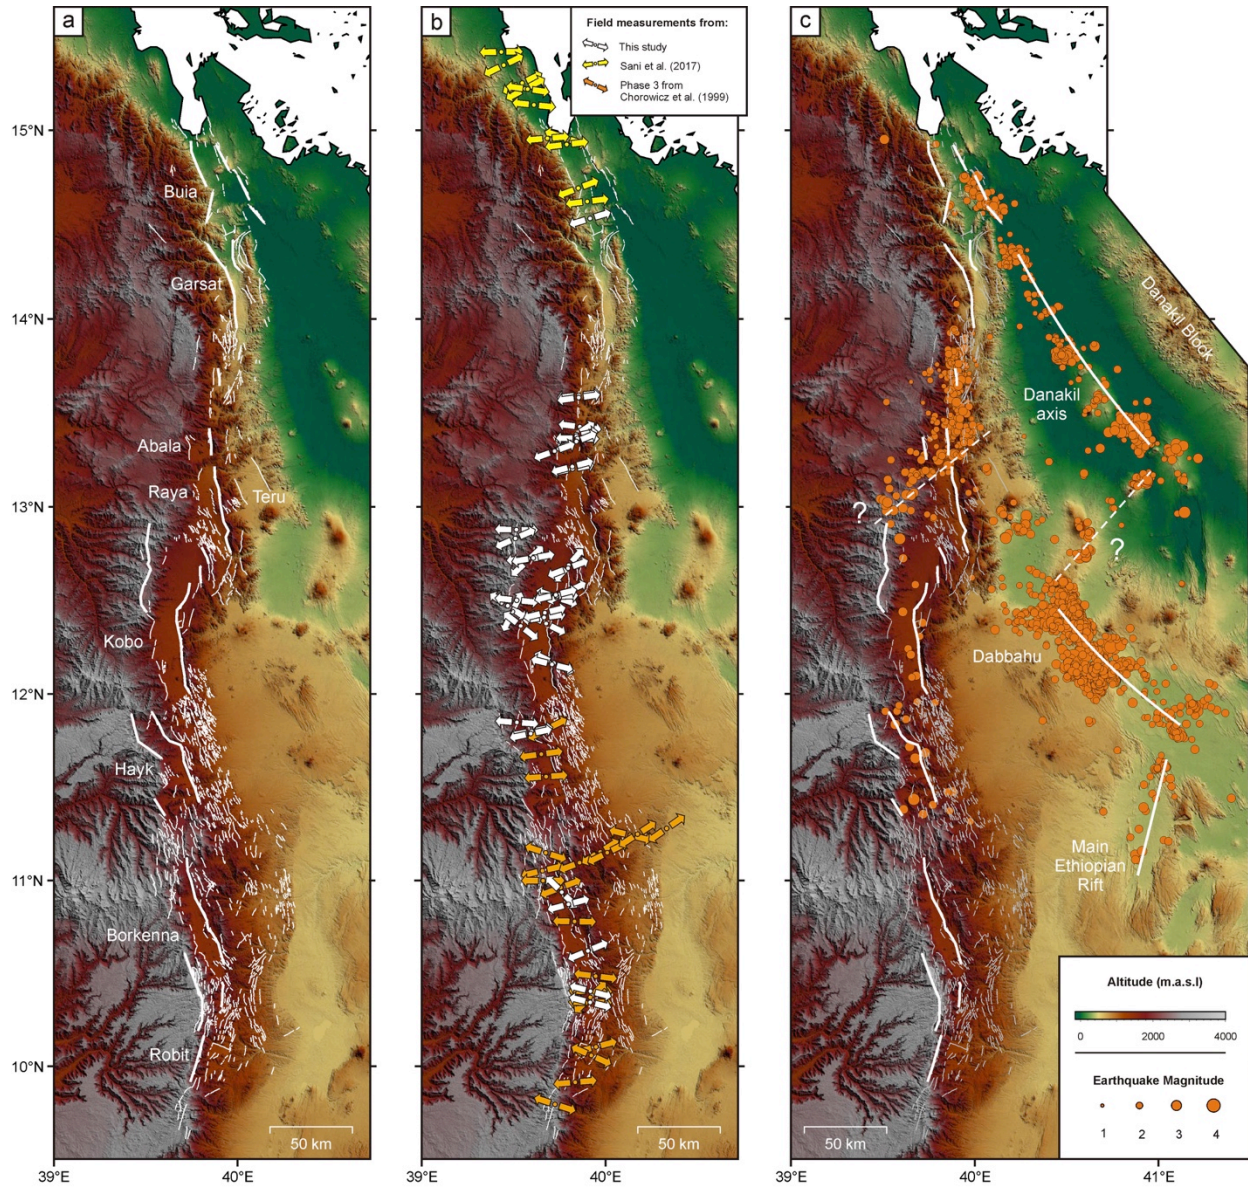 a
b
c
Field measurements from:
This study
Sani et al. (2017)
Phase 3 from
Chorowicz et al. (1999)
15°N
14°N
13°N
12°N
11°N
10°N
Buia
Garsat
Abala
Raya
Teru
Kobo
Hayk
Borkenna
Robit
50 km
39°E
40°E
50 km
39°E
40°E
Danakil Block
Danakil
axis
?
?
Dabbahu
Main
Ethiopian
Rift
50 km
39°E
40°E
41°E
Altitude (m.a.s.l)
0
2000
4000
Earthquake Magnitude
1
2
3
4